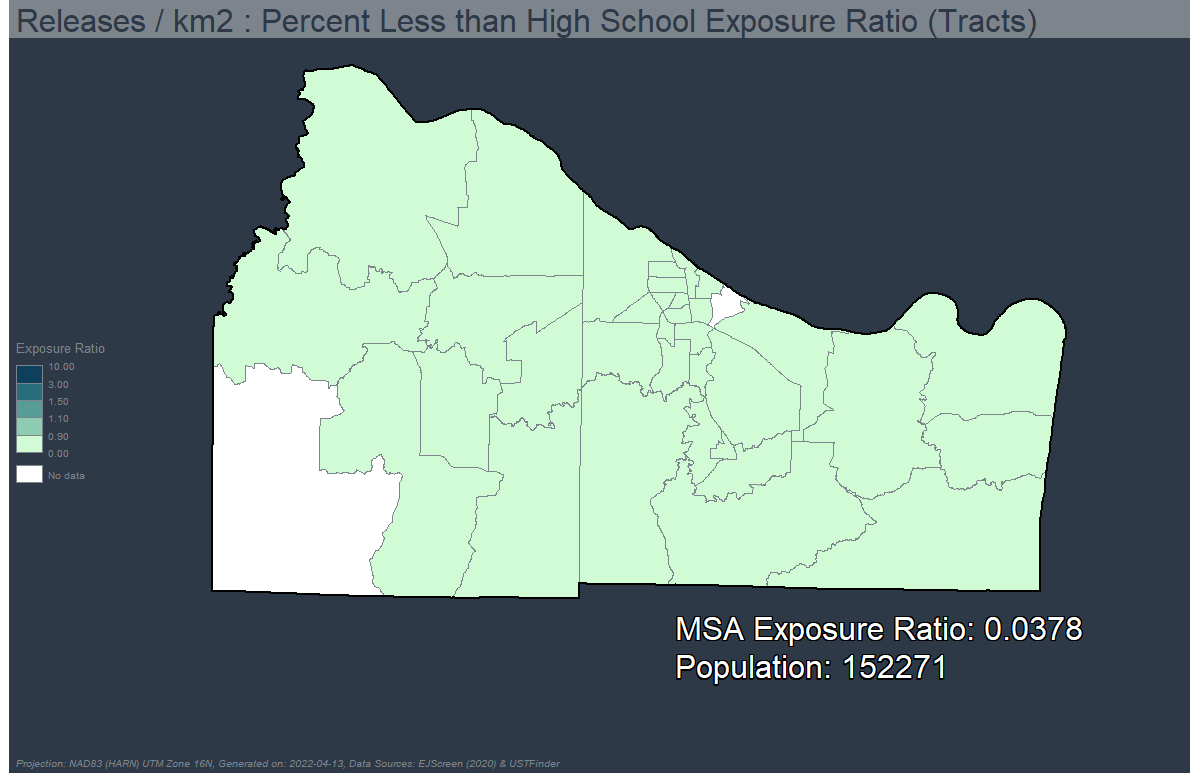 Releases / km2 : Percent Less than High School Exposure Ratio (Tracts)
Exposure Ratio
10.00
3.00
1.50
1.10
0.90
0.00
No data
MSA Exposure Ratio: 0.0378
Population: 152271
Projection: NAD83 (HARN) UTM Zone 16N, Generated on: 2022-04-13, Data Sources: EJScreen (2020) & USTFinder